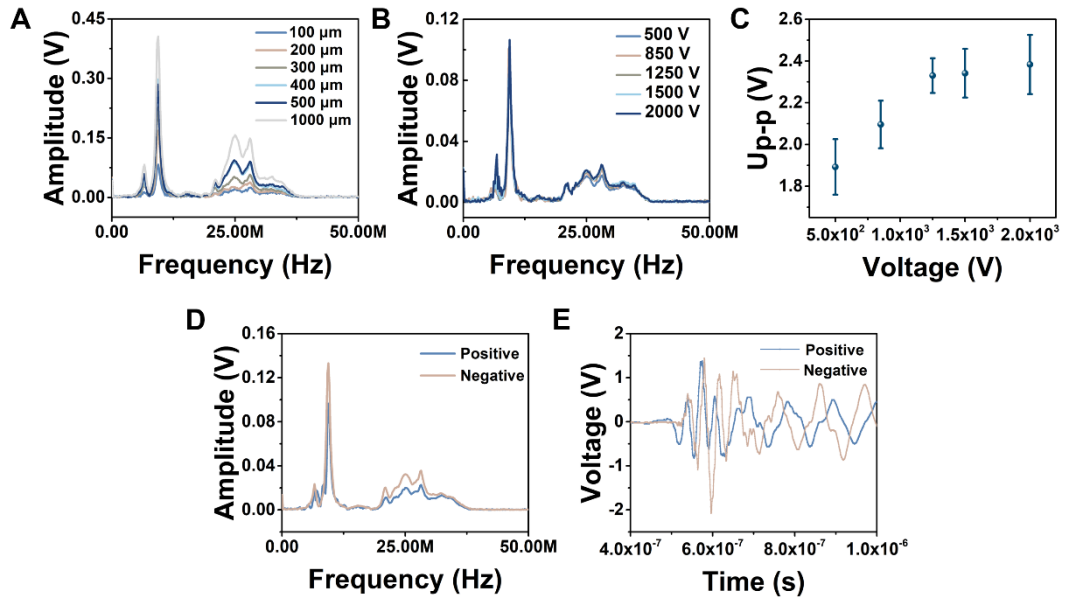 A
Amplitude (V)
0.45
0.30
0.15
0.00
0.00
25.00M
50.00M
Frequency (Hz)
100 μm
200 μm
300 μm
400 μm
500 μm
1000 μm
B
Amplitude (V)
0.12
0.08
0.04
0.00
0.00
25.00M
50.00M
Frequency (Hz)
500 V
850 V
1250 V
1500 V
2000 V
C
Up-p (V)
2.6
2.4
2.2
2.0
1.8
5.0x10²
1.0x10³
1.5x10³
2.0x10³
Voltage (V)
D
Amplitude (V)
0.16
0.12
0.08
0.04
0.00
0.00
25.00M
50.00M
Frequency (Hz)
Positive
Negative
E
Voltage (V)
2
1
0
-1
-2
4.0x10⁻⁷
6.0x10⁻⁷
8.0x10⁻⁷
1.0x10⁻⁶
Time (s)
Positive
Negative